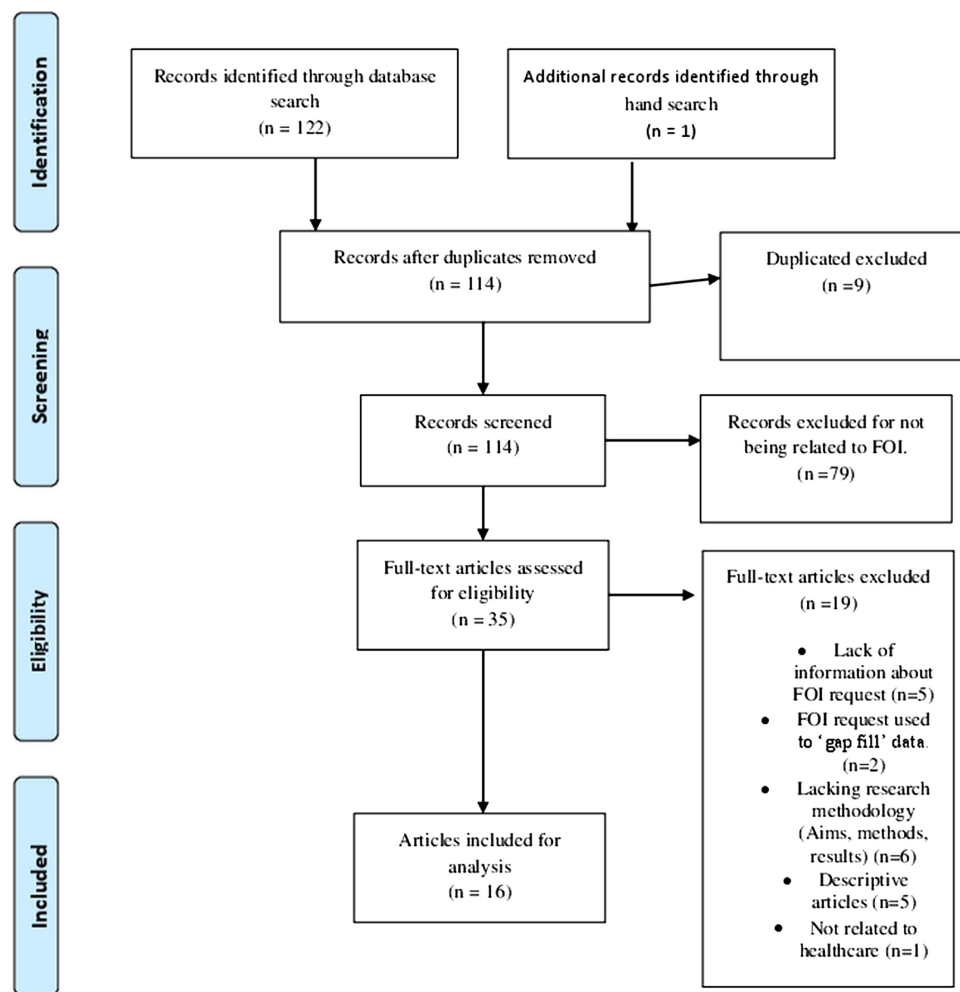 Identification
Records identified through database
search
(n = 122)
Additional records identified through
hand search
(n = 1)
Records after duplicates removed
(n = 114)
Duplicated excluded
(n =9)
Screening
Records screened
(n = 114)
Records excluded for not
being related to FOI.
(n =79)
Eligibility
Full-text articles assessed
for eligibility
(n = 35)
Full-text articles excluded
(n =19)
• Lack of
information about
FOI request (n=5)
• FOI request used
to ‘gap fill’ data.
(n=2)
• Lacking research
methodology
(Aims, methods,
results) (n=6)
• Descriptive
articles (n=5)
• Not related to
healthcare (n=1)
Included
Articles included for
analysis
(n = 16)